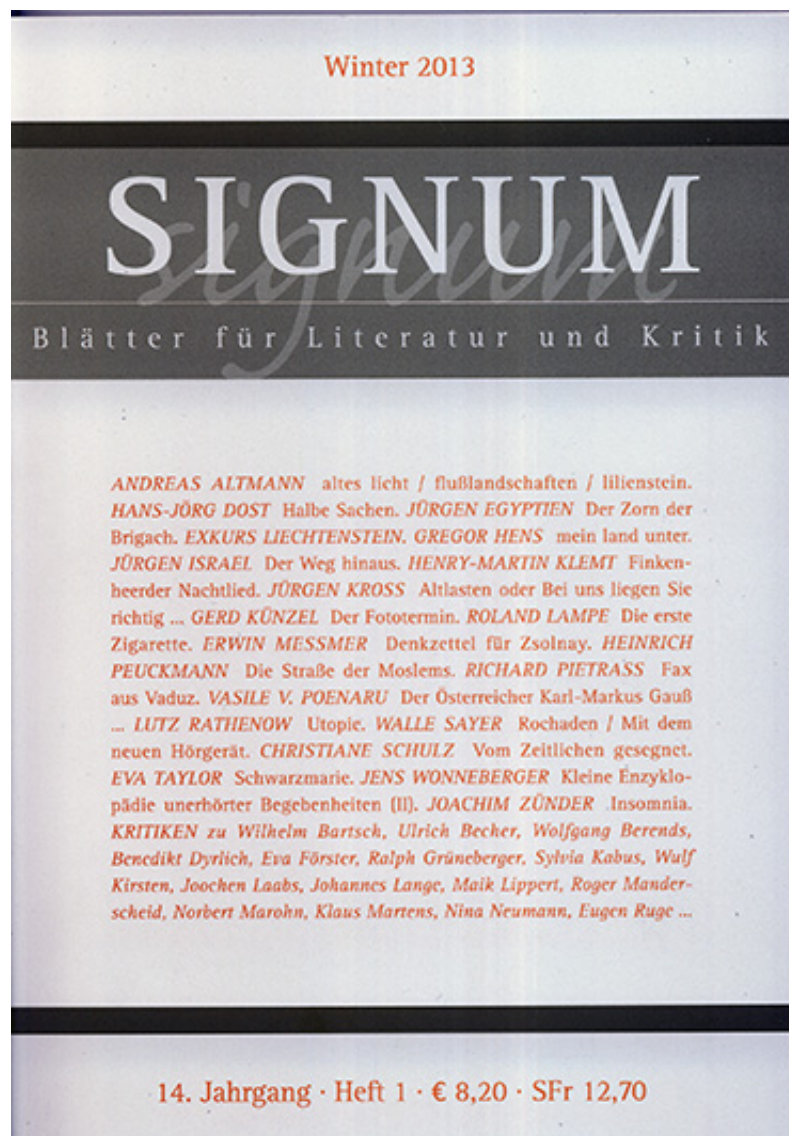 Winter 2013
SIGNUM
signum
Blätter für Literatur und Kritik
ANDREAS ALTMANN altes licht / flußlandschaften / lilienstein.
HANS-JÖRG DOST Halbe Sachen. JÜRGEN EGYPTIEN Der Zorn der
Brigach. EXKURS LIECHTENSTEIN. GREGOR HENS mein land unter.
JÜRGEN ISRAEL Der Weg hinaus. HENRY-MARTIN KLEMT Finken-
heerder Nachtlied. JÜRGEN KROSS Altlasten oder Bei uns liegen Sie
richtig ... GERD KÜNZEL Der Fototermin. ROLAND LAMPE Die erste
Zigarette. ERWIN MESSMER Denkzettel für Zsolnay. HEINRICH
PEUCKMANN Die Straße der Moslems. RICHARD PIETRASS Fax
aus Vaduz. VASILE V. POENARU Der Österreicher Karl-Markus Gauß
... LUTZ RATHENOW Utopie. WALLE SAYER Rochaden / Mit dem
neuen Hörgerät. CHRISTIANE SCHULZ Vom Zeitlichen gesegnet.
EVA TAYLOR Schwarzmarie. JENS WONNEBERGER Kleine Enzyklo-
pädie unerhörter Begebenheiten (II). JOACHIM ZÜNDER Insomnia.
KRITIKEN zu Wilhelm Bartsch, Ulrich Becher, Wolfgang Berends,
Benedikt Dyrlich, Eva Förster, Ralph Grüneberger, Sylvia Kabus, Wulf
Kirsten, Joochen Laabs, Johannes Lange, Maik Lippert, Roger Mander-
scheid, Norbert Marohn, Klaus Martens, Nina Neumann, Eugen Ruge ...
14. Jahrgang · Heft 1 · € 8,20 · SFr 12,70